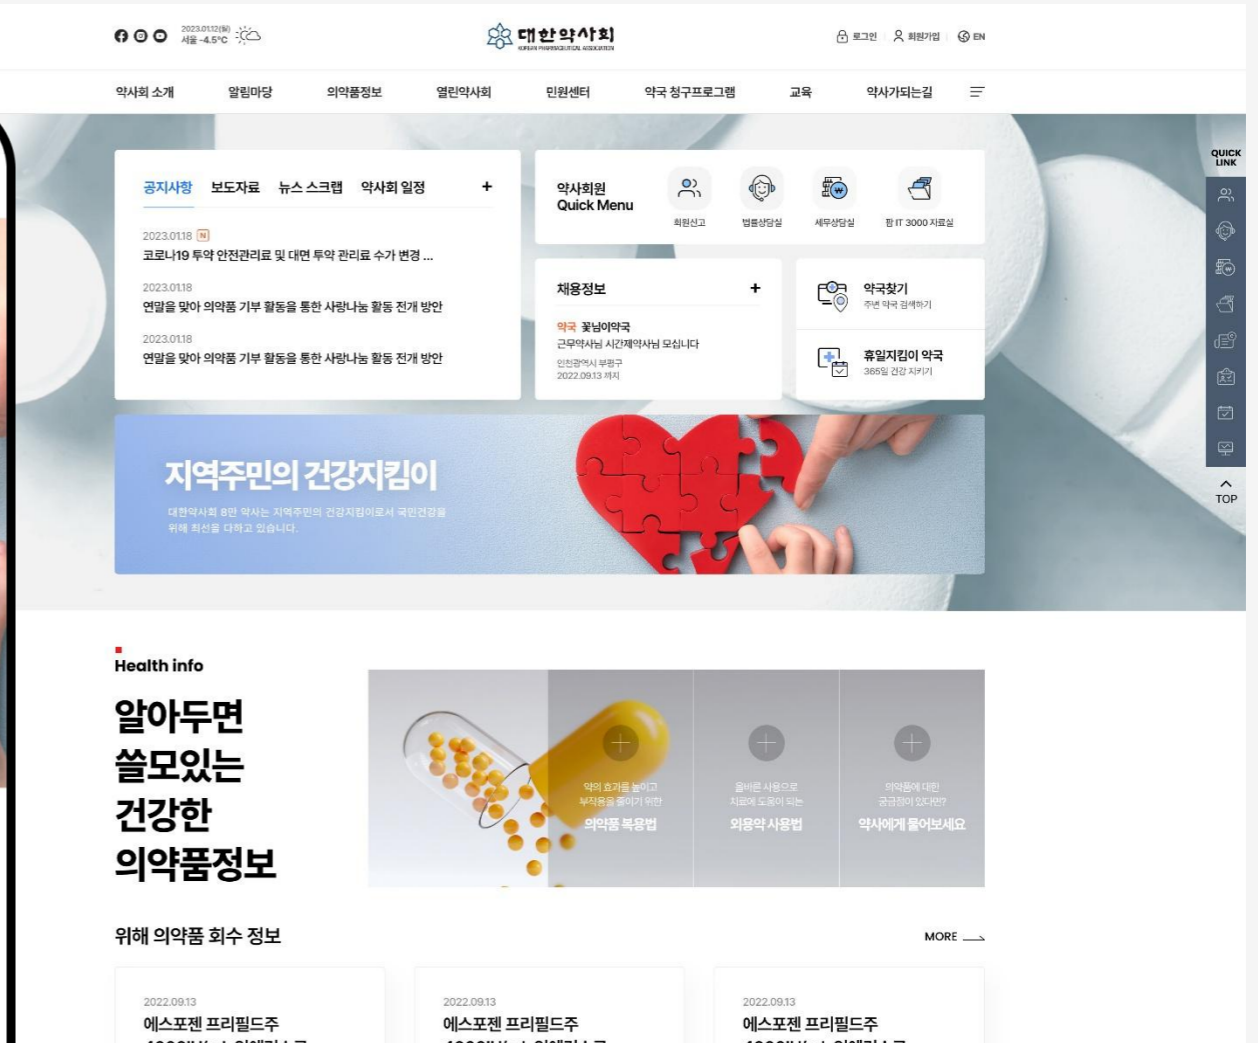 2023.01.12(월)
서울 -4.5°C
대한약사회
KOREAN PHARMACEUTICAL ASSOCIATION
로그인
회원가입
EN
약사회 소개
알림마당
의약품정보
열린약사회
민원센터
약국 청구프로그램
교육
약사가되는길
공지사항 보도자료 뉴스 스크랩 약사회 일정 +
2023.01.18 N
코로나19 투약 안전관리료 및 대면 투약 관리료 수가 변경 ...
2023.01.18
연말을 맞아 의약품 기부 활동을 통한 사랑나눔 활동 전개 방안
2023.01.18
연말을 맞아 의약품 기부 활동을 통한 사랑나눔 활동 전개 방안
약사회원
Quick Menu
회원신고
법률상담실
세무상담실
팜 IT 3000 자료실
채용정보 +
약국 꽃님이약국
근무약사님 시간제약사님 모십니다
인천광역시 부평구
2022.09.13 까지
약국찾기
주변 약국 검색하기
휴일지킴이 약국
365일 건강 지키기
QUICK
LINK
TOP
지역주민의 건강지킴이
대한약사회 8만 약사는 지역주민의 건강지킴이로서 국민건강을
위해 최선을 다하고 있습니다.
Health info
알아두면
쓸모있는
건강한
의약품정보
약의 효과를 높이고
부작용을 줄이기 위한
의약품 복용법
올바른 사용으로
치료에 도움이 되는
외용약 사용법
의약품에 대한
궁금점이 있다면?
약사에게 물어보세요
위해 의약품 회수 정보
MORE
2022.09.13
에스포젠 프리필드주
2022.09.13
에스포젠 프리필드주
2022.09.13
에스포젠 프리필드주